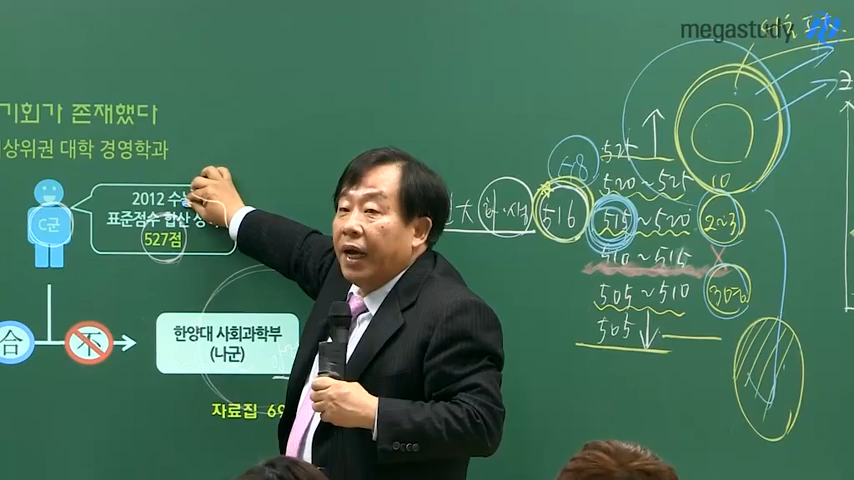 megastudy
기회가 존재했다
상위권 대학 경영학과
C군
2012 수능
표준점수 합산 성
527점
合
不
한양대 사회과학부
(나군)
자료집 69
516
525
520~525 10
515~520 2~3
510~515 X
505~510 30%
505